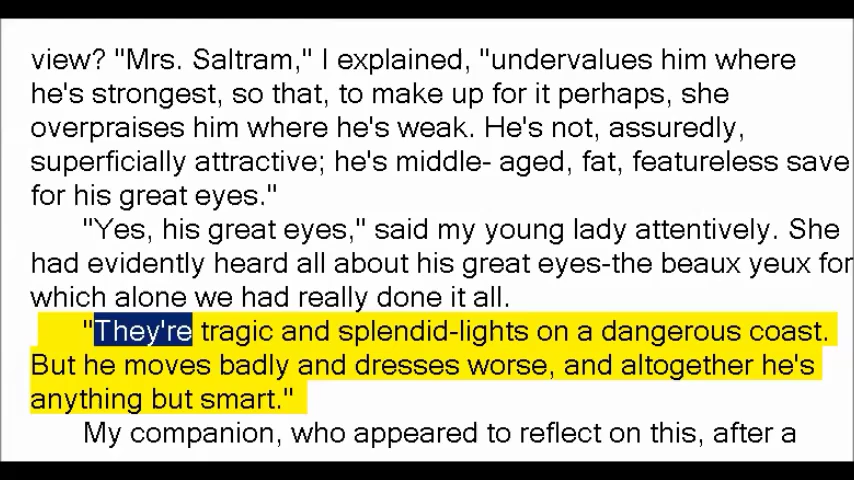 view? "Mrs. Saltram," I explained, "undervalues him where
he's strongest, so that, to make up for it perhaps, she
overpraises him where he's weak. He's not, assuredly,
superficially attractive; he's middle- aged, fat, featureless save
for his great eyes."
"Yes, his great eyes," said my young lady attentively. She
had evidently heard all about his great eyes-the beaux yeux for
which alone we had really done it all.
"They're tragic and splendid-lights on a dangerous coast.
But he moves badly and dresses worse, and altogether he's
anything but smart."
My companion, who appeared to reflect on this, after a